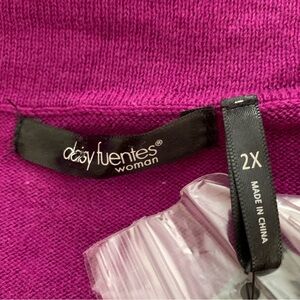 daisy fuentes®
woman
2X
MADE IN CHINA